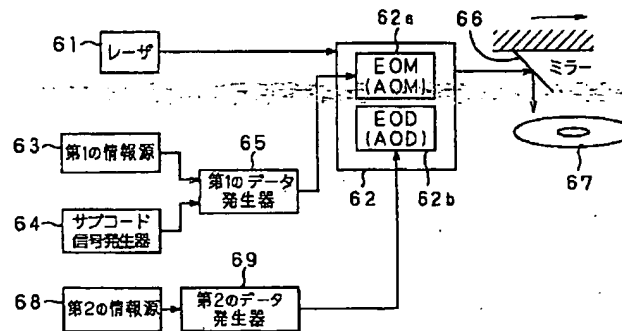 61
レーザ
62a
EOM
(AOM)
EOD
(AOD)
62
62b
66
ミラー
67
63
第1の情報源
64
サブコード
信号発生器
65
第1のデータ
発生器
68
第2の情報源
69
第2のデータ
発生器